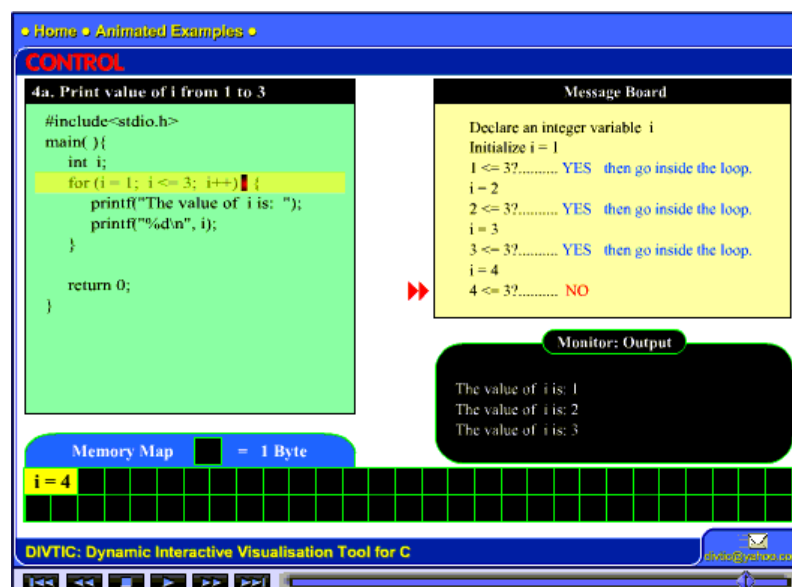 ● Home ● Animated Examples ●
CONTROL
4a. Print value of i from 1 to 3
#include<stdio.h>
main( ){
int i;
for (i = 1; i <= 3; i++) {
printf("The value of i is: ");
printf("%d\n", i);
}
return 0;
}
Message Board
Declare an integer variable i
Initialize i = 1
1 <= 3?.......... YES then go inside the loop.
i = 2
2 <= 3?.......... YES then go inside the loop.
i = 3
3 <= 3?.......... YES then go inside the loop.
i = 4
4 <= 3?.......... NO
Monitor: Output
The value of i is: 1
The value of i is: 2
The value of i is: 3
Memory Map = 1 Byte
i = 4
DIVTIC: Dynamic Interactive Visualisation Tool for C